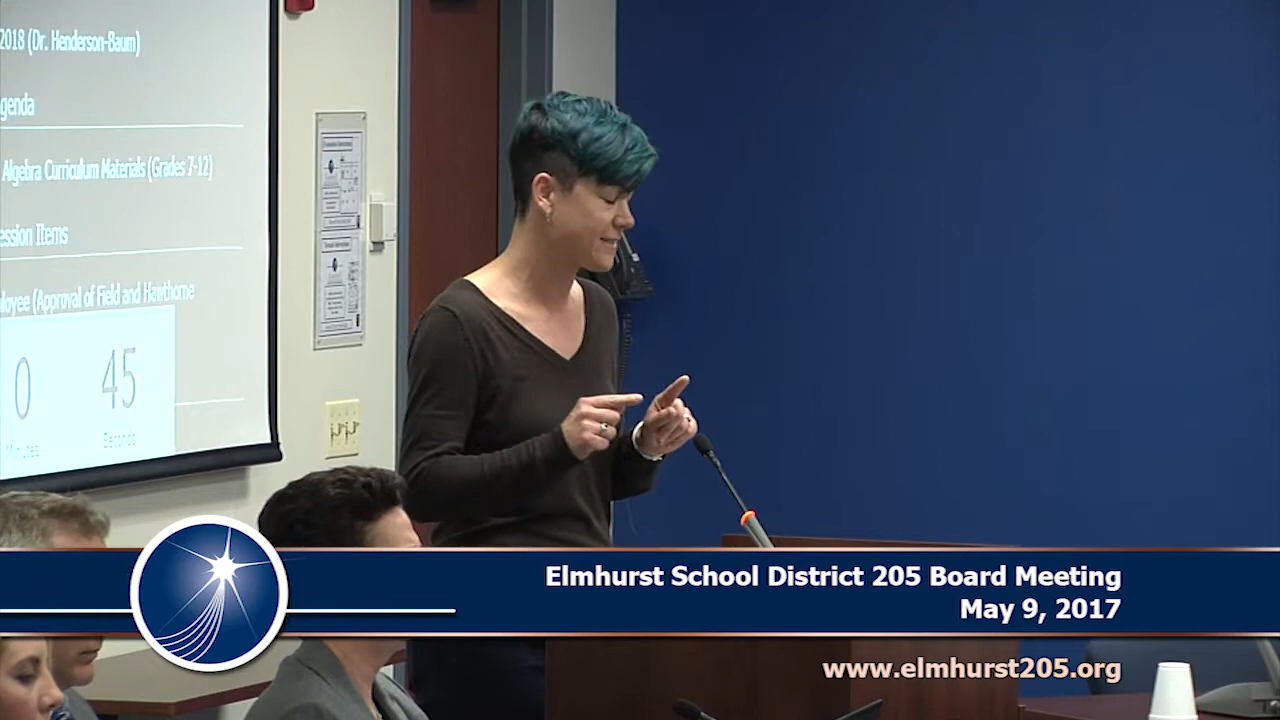 2018 (Dr. Henderson-Baum)
genda
Algebra Curriculum Materials (Grades 7-12)
ession Items
loyee (Approval of Field and Hawthorne
0
45
Minutes
Seconds
Elmhurst School District 205 Board Meeting
May 9, 2017
www.elmhurst205.org